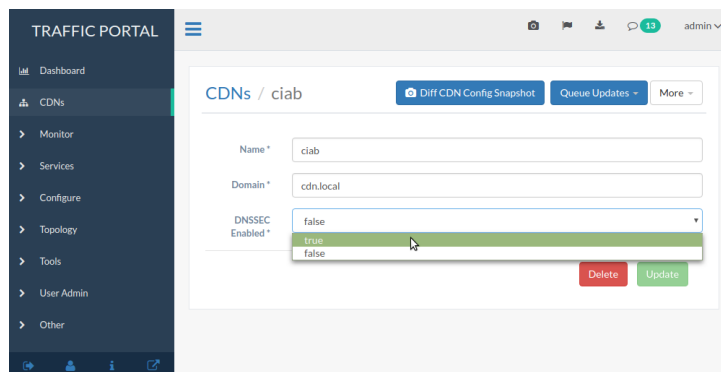 TRAFFIC PORTAL
13
admin
Dashboard
CDNs
Monitor
Services
Configure
Topology
Tools
User Admin
Other
CDNs / ciab
Diff CDN Config Snapshot
Queue Updates
More
Name *
ciab
Domain *
cdn.local
DNSSEC
Enabled *
false
true
false
Delete
Update